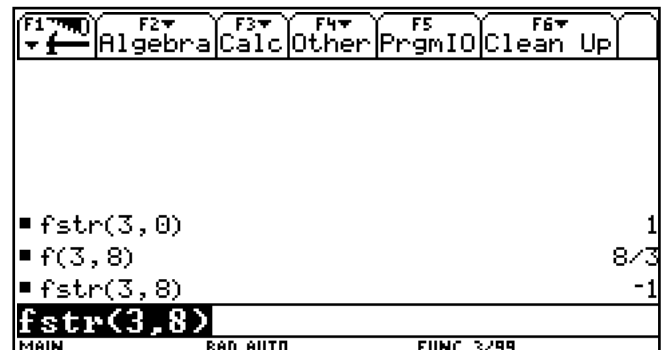 F1 F2 F3 F4 F5 F6
Algebra Calc Other PrgmIO Clean Up
fstr(3,0) 1
f(3,8) 8/3
fstr(3,8) -1
fstr(3,8)
MAIN RAD AUTO FUNC 3/99